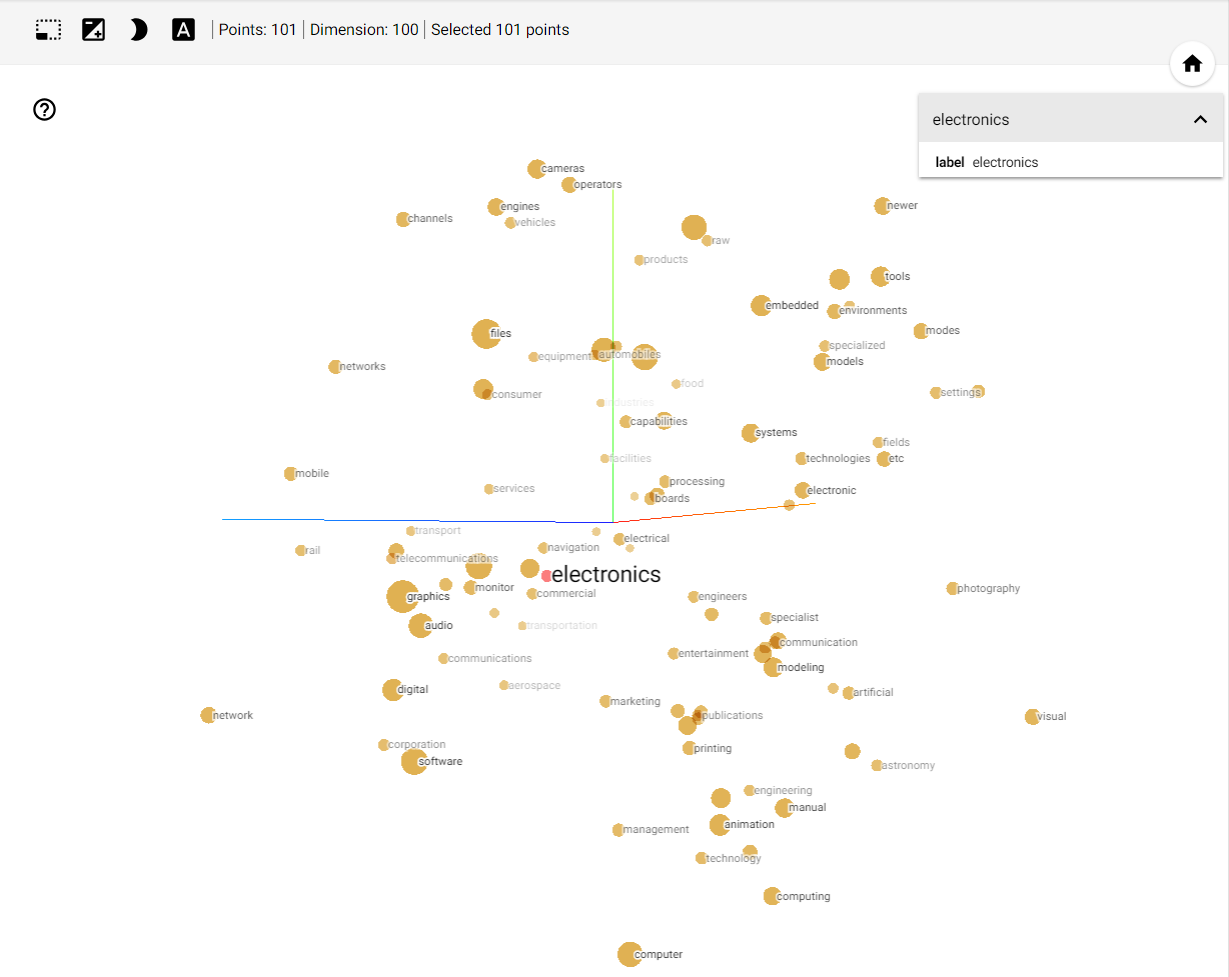 A
Points: 101 | Dimension: 100 | Selected 101 points
?
electronics
label electronics
cameras
operators
engines
newer
channels
vehicles
raw
products
tools
embedded
environments
modes
files
specialized
equipment
automobiles
models
networks
food
consumer
settings
industries
capabilities
systems
fields
facilities
technologies
etc
mobile
processing
services
electronic
boards
transport
electrical
rail
navigation
telecommunications
electronics
monitor
photography
commercial
graphics
engineers
specialist
audio
transportation
communication
entertainment
communications
modeling
aerospace
digital
artificial
marketing
network
publications
visual
corporation
printing
software
astronomy
engineering
manual
animation
management
technology
computing
computer